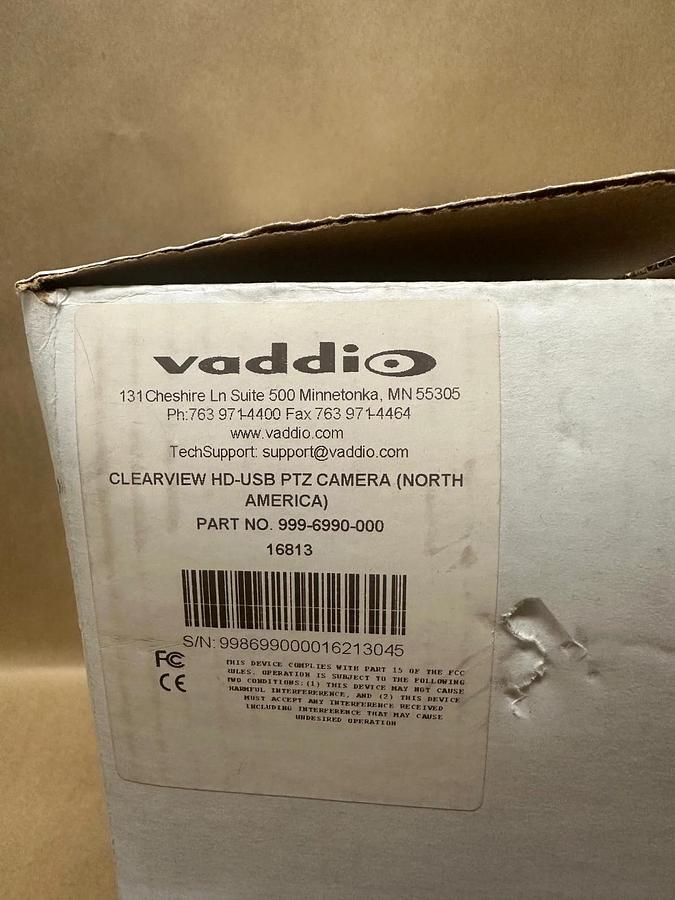 vaddio
131 Cheshire Ln Suite 500 Minnetonka, MN 55305
Ph:763 971-4400 Fax 763 971-4464
www.vaddio.com
TechSupport: support@vaddio.com
CLEARVIEW HD-USB PTZ CAMERA (NORTH
AMERICA)
PART NO. 999-6990-000
16813
S/N: 998699000016213045
FC
CE
THIS DEVICE COMPLIES WITH PART 15 OF THE FCC
RULES. OPERATION IS SUBJECT TO THE FOLLOWING
TWO CONDITIONS:(1) THIS DEVICE MAY NOT CAUSE
HARMFUL INTERFERERENCE, AND (2) THIS DEVICE
MUST ACCEPT ANY INTERFERENCE RECEIVED
INCLUDING INTERFERENCE THAT MAY CAUSE
UNDESIRED OPERATION